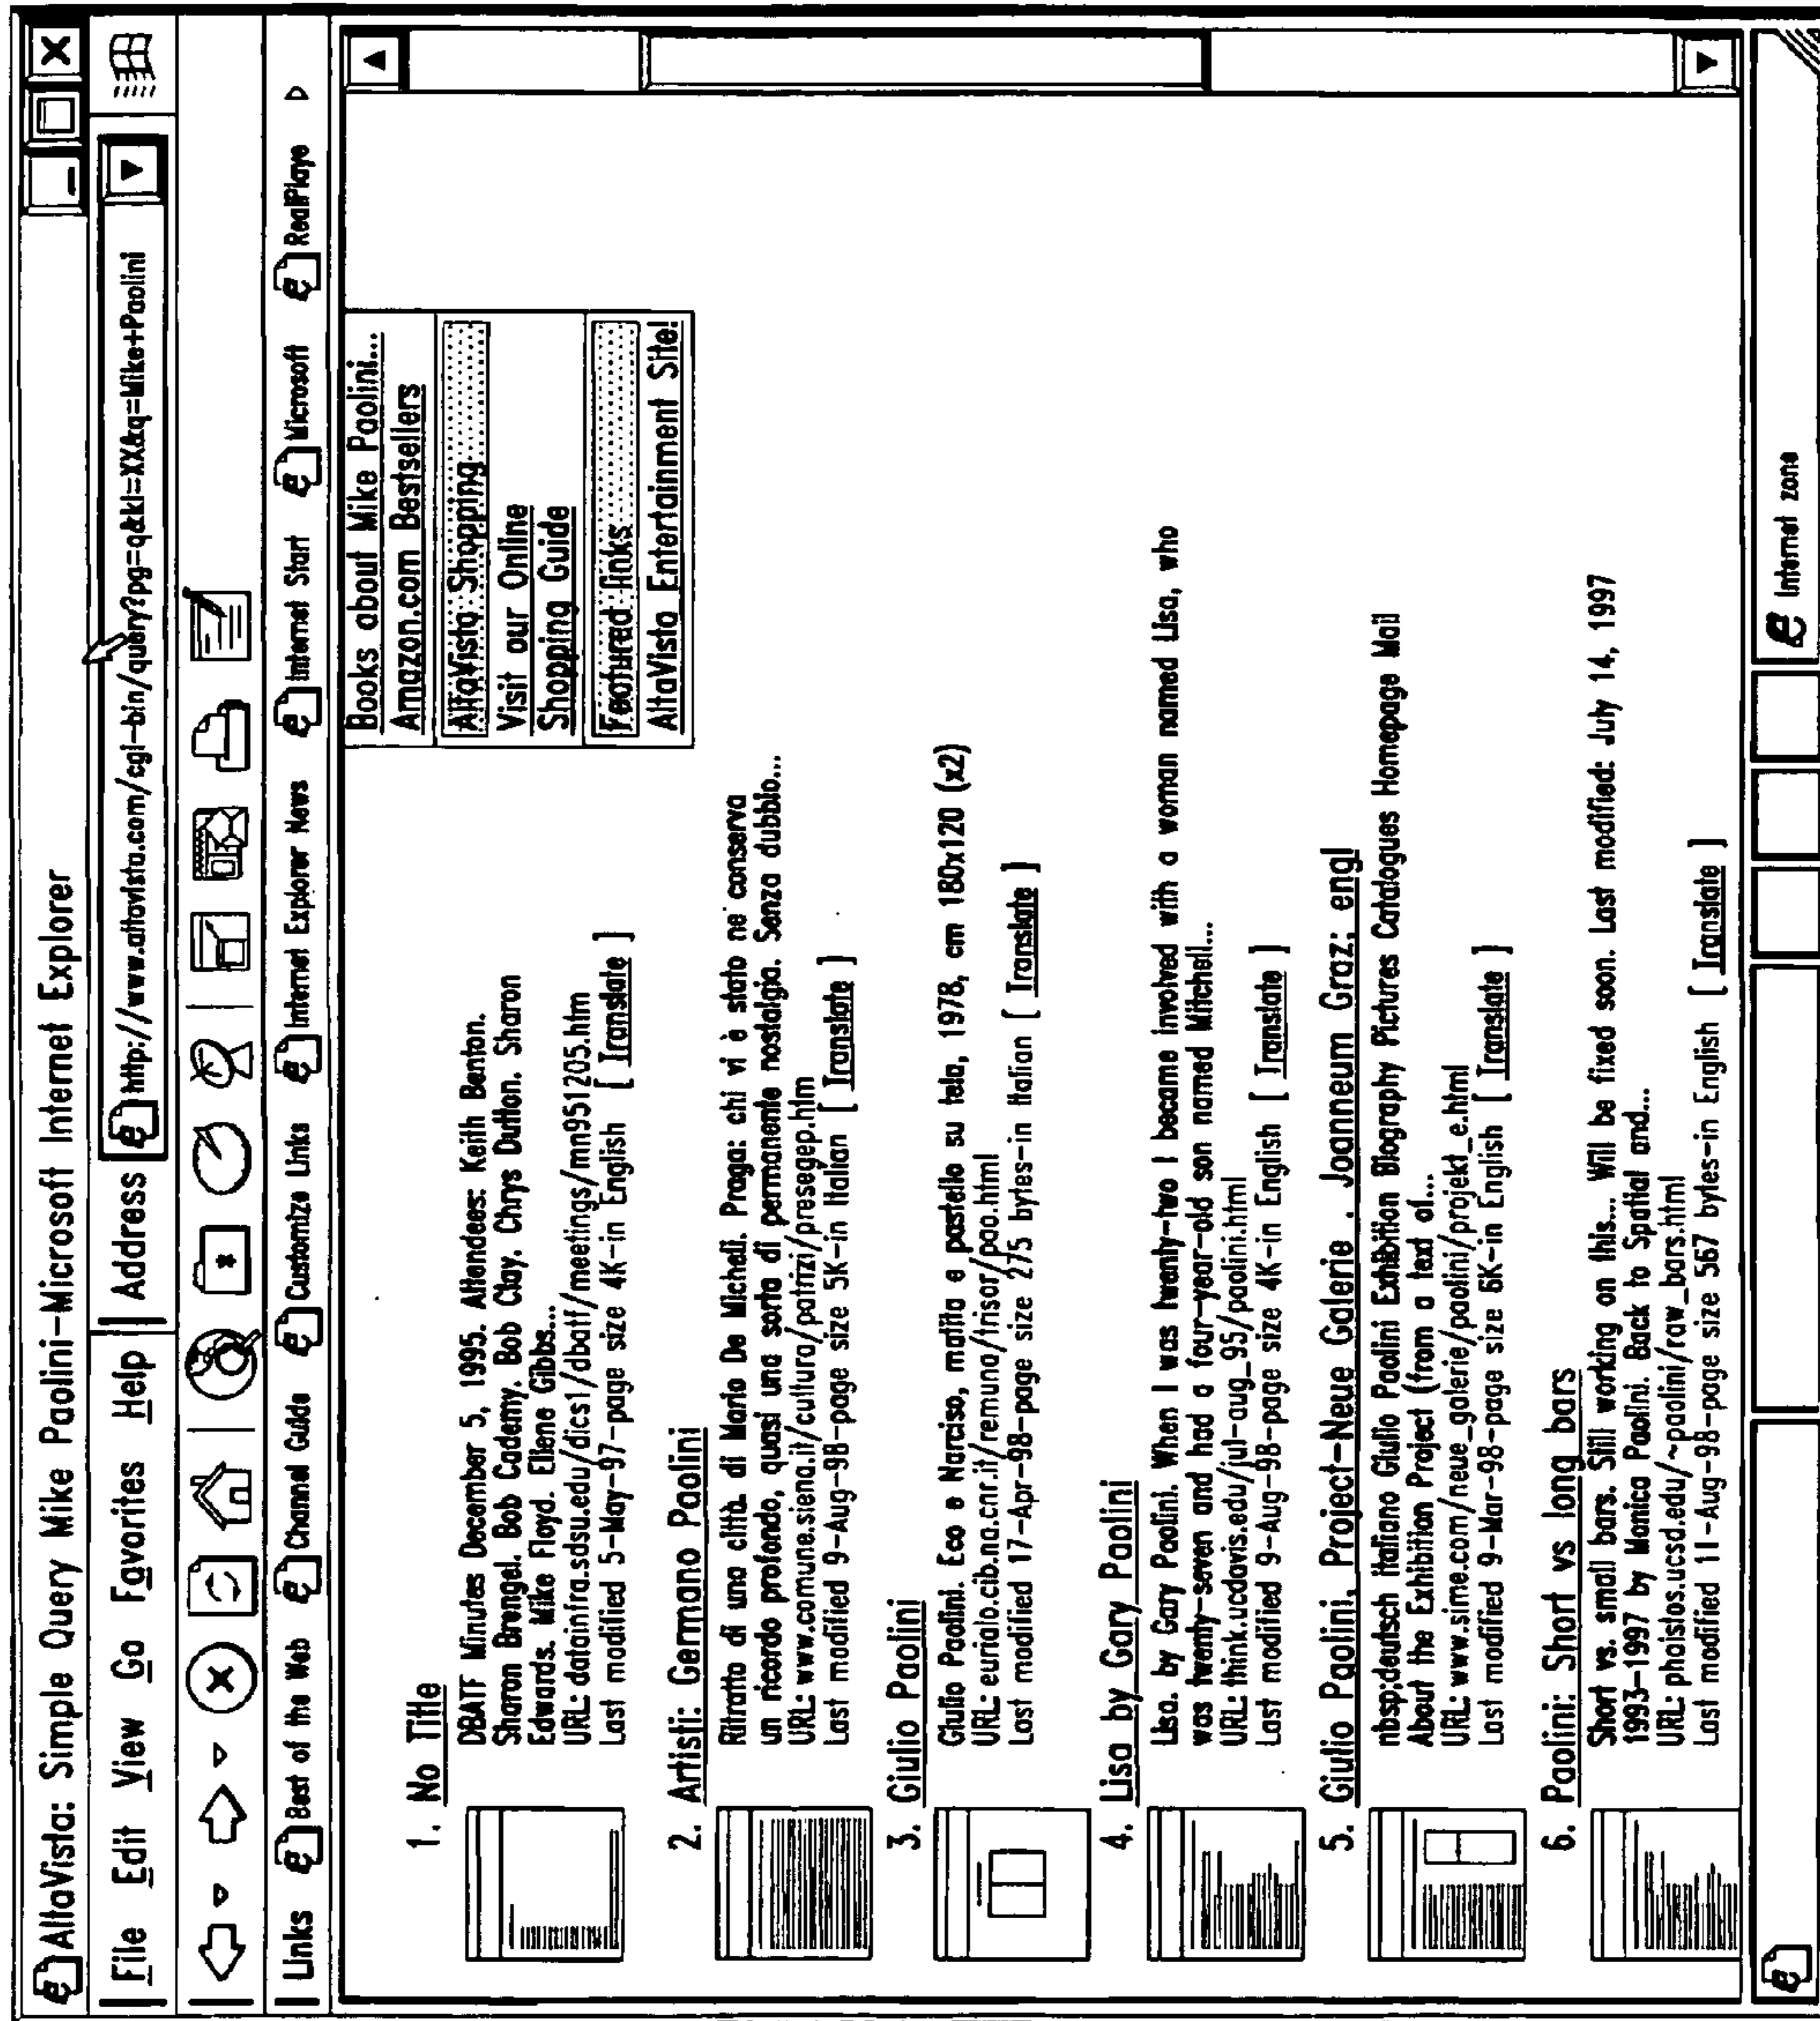 AltaVista: Simple Query Mike Paolini-Microsoft Internet Explorer
File Edit View Go Favorites Help Address http://www.altavista.com/cgi-bin/query?pg=q&kl=XX&q=Mike+Paolini
Links Best of the Web Channel Guide Customize Links Internet Explorer News Internet Start Microsoft RealPlaye
Books about Mike Paolini...
Amazon.com Bestsellers
AltaVista Shopping
Visit our Online
Shopping Guide
Featured links
AltaVista Entertainment Site!
1. No Title
DBATF Minutes December 5, 1995. Attendees: Keith Benton.
Sharon Brengel. Bob Cademy. Bob Clay. Chrys Dutton. Sharon
Edwards. Mike Floyd. Ellene Gibbs...
URL: datainfra.sdsu.edu/dics1/dbatf/meetings/mn951205.htm
Last modified 5-May-97-page size 4K-in English [ Translate ]
2. Artisti: Germano Paolini
Ritratto di una città. di Mario De Micheli. Praga: chi vi è stato ne conserva
un ricordo profondo, quasi una sorta di permanente nostalgia. Senza dubbio...
URL: www.comune.siena.it/cultura/patrizi/presegep.htm
Last modified 9-Aug-98-page size 5K-in Italian [ Translate ]
3. Giulio Paolini
Giulio Paolini. Eco e Narciso, matita e pastello su tela, 1978, cm 180x120 (x2)
URL: eurialo.cib.na.cnr.it/remuna/trisor/pao.html
Last modified 17-Apr-98-page size 275 bytes-in Italian [ Translate ]
4. Lisa by Gary Paolini
Lisa. by Gary Paolini. When I was twenty-two I became involved with a woman named Lisa, who
was twenty-seven and had a four-year-old son named Mitchell...
URL: think.ucdavis.edu/jul-aug_95/paolini.html
Last modified 9-Aug-98-page size 4K-in English [ Translate ]
5. Giulio Paolini, Project-Neue Galerie . Joanneum Graz; engl
nbsp;deutsch italiano Giulio Paolini Exhibition Biography Pictures Catalogues Homepage Mail
About the Exhibition Project (from a text of...
URL: www.sime.com/neue_galerie/paolini/projekt_e.html
Last modified 9-Mar-98-page size 6K-in English [ Translate ]
6. Paolini: Short vs long bars
Short vs. small bars. Still working on this... Will be fixed soon. Last modified: July 14, 1997
1993-1997 by Monica Paolini. Back to Spatial and...
URL: phoistos.ucsd.edu/~paolini/raw_bars.html
Last modified 11-Aug-98-page size 567 bytes-in English [ Translate ]
Internet zone